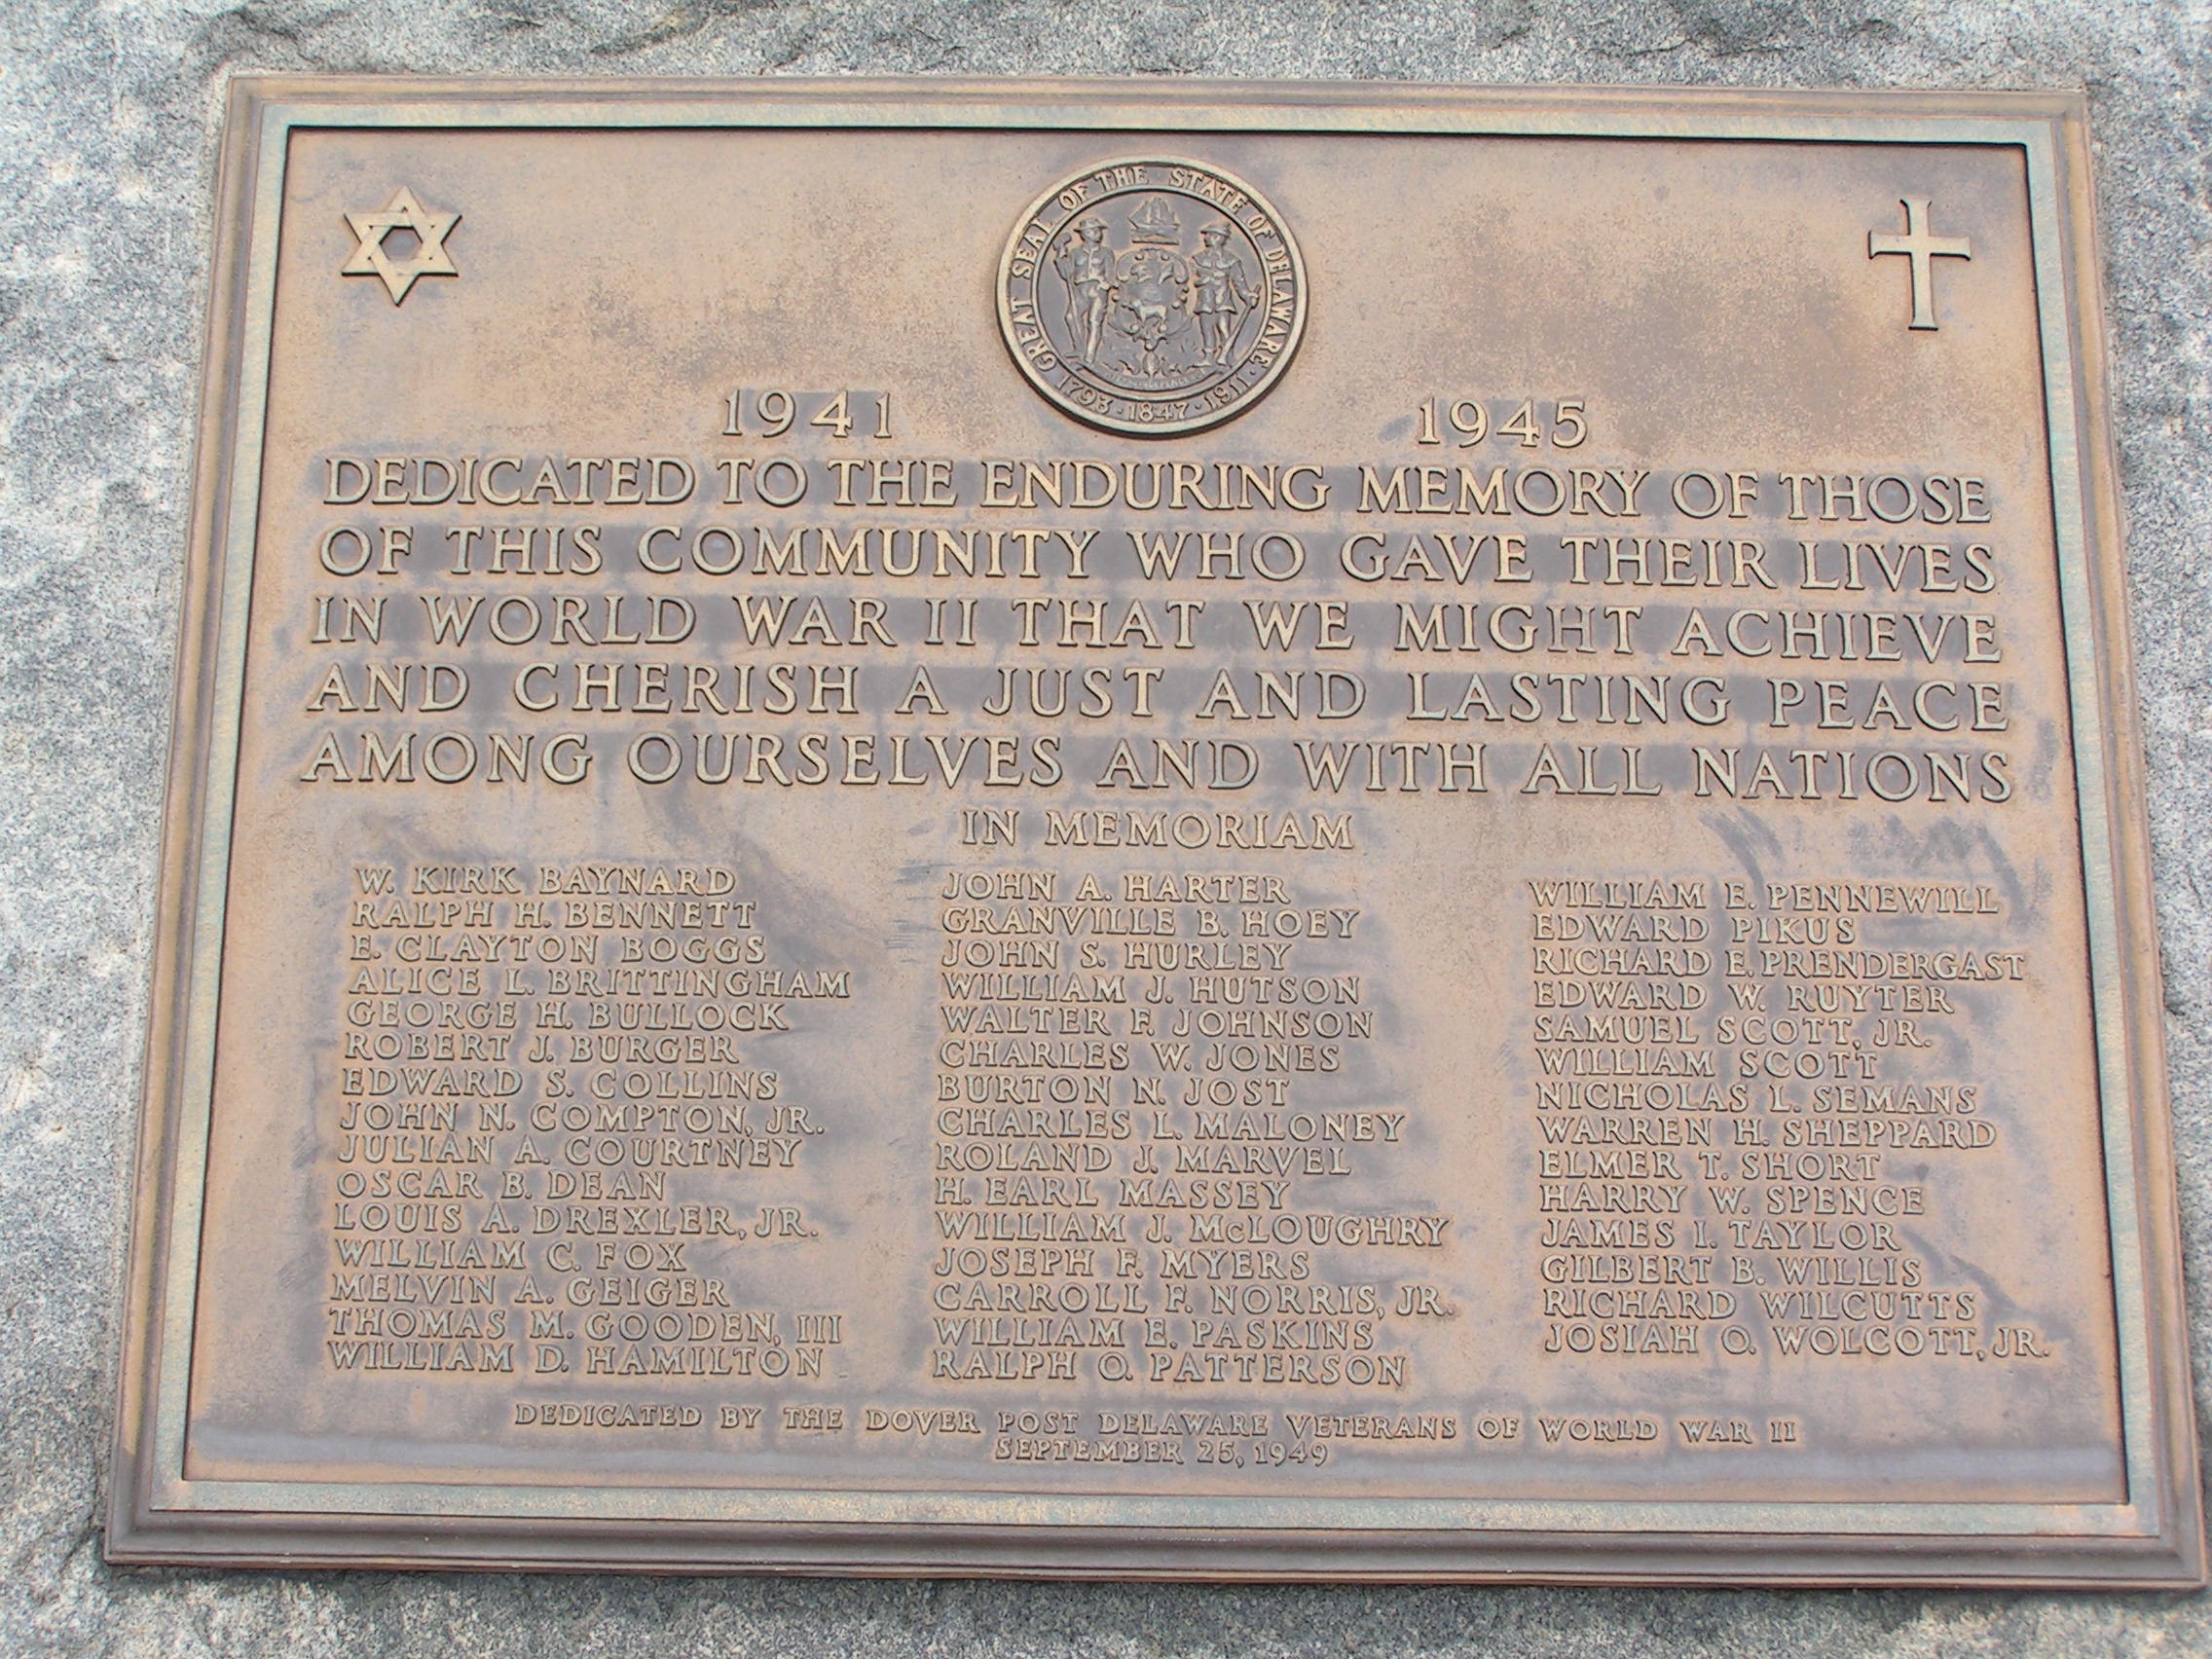 GREAT SEAL OF THE STATE OF DELAWARE
1793 · 1847 · 1911
1941 1945
DEDICATED TO THE ENDURING MEMORY OF THOSE
OF THIS COMMUNITY WHO GAVE THEIR LIVES
IN WORLD WAR II THAT WE MIGHT ACHIEVE
AND CHERISH A JUST AND LASTING PEACE
AMONG OURSELVES AND WITH ALL NATIONS
IN MEMORIAM
W. KIRK BAYNARD
RALPH H. BENNETT
E. CLAYTON BOGGS
ALICE L. BRITTINGHAM
GEORGE H. BULLOCK
ROBERT J. BURGER
EDWARD S. COLLINS
JOHN N. COMPTON, JR.
JULIAN A. COURTNEY
OSCAR B. DEAN
LOUIS A. DREXLER, JR.
WILLIAM C. FOX
MELVIN A. GEIGER
THOMAS M. GOODEN, III
WILLIAM D. HAMILTON
JOHN A. HARTER
GRANVILLE B. HOEY
JOHN S. HURLEY
WILLIAM J. HUTSON
WALTER F. JOHNSON
CHARLES W. JONES
BURTON N. JOST
CHARLES L. MALONEY
ROLAND J. MARVEL
H. EARL MASSEY
WILLIAM J. McLOUGHRY
JOSEPH F. MYERS
CARROLL F. NORRIS, JR.
WILLIAM E. PASKINS
RALPH O. PATTERSON
WILLIAM E. PENNEWILL
EDWARD PIKUS
RICHARD E. PRENDERGAST
EDWARD W. RUYTER
SAMUEL SCOTT, JR.
WILLIAM SCOTT
NICHOLAS L. SEMANS
WARREN H. SHEPPARD
ELMER T. SHORT
HARRY W. SPENCE
JAMES I. TAYLOR
GILBERT B. WILLIS
RICHARD WILCUTTS
JOSIAH O. WOLCOTT, JR.
DEDICATED BY THE DOVER POST DELAWARE VETERANS OF WORLD WAR II
SEPTEMBER 25, 1949